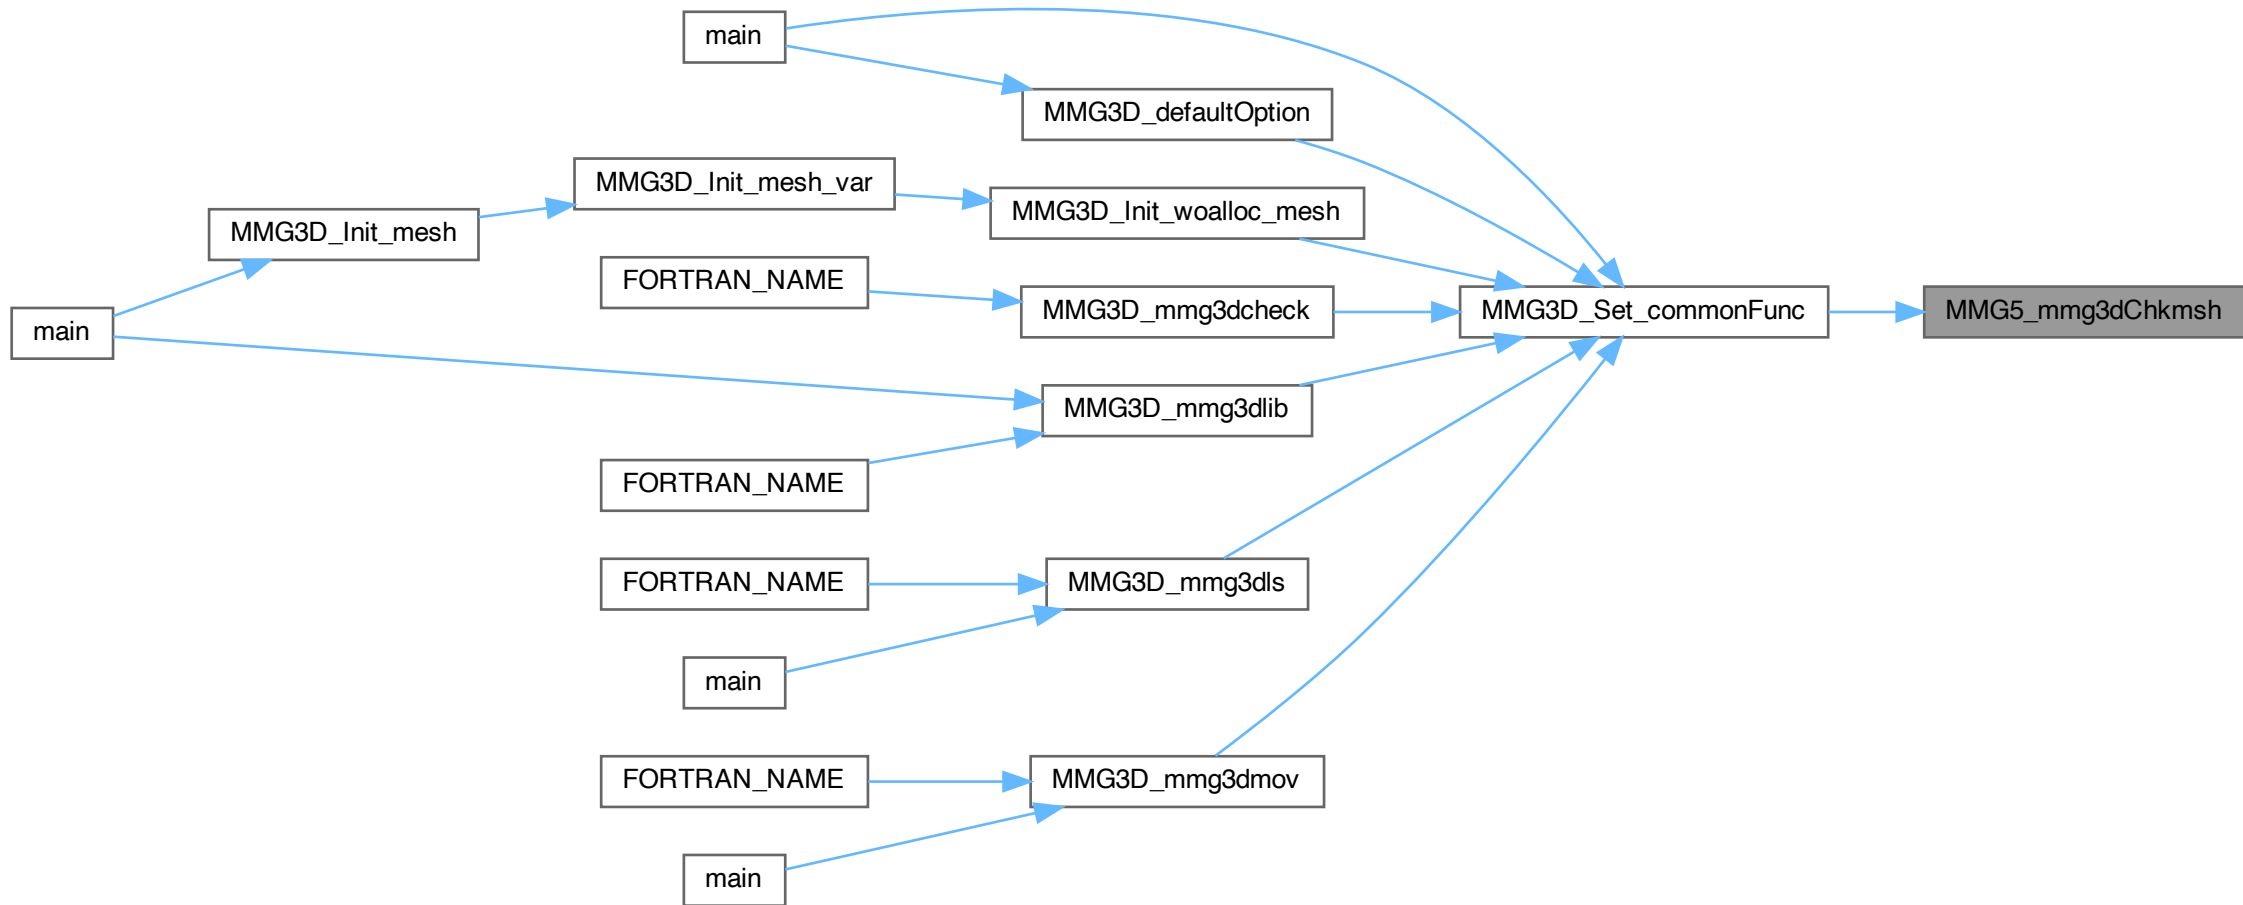 main
MMG3D_defaultOption
MMG3D_Init_mesh_var
MMG3D_Init_woalloc_mesh
MMG3D_Init_mesh
FORTRAN_NAME
MMG3D_mmg3dcheck
MMG3D_Set_commonFunc
MMG5_mmg3dChkmsh
main
MMG3D_mmg3dlib
FORTRAN_NAME
FORTRAN_NAME
MMG3D_mmg3dls
main
FORTRAN_NAME
MMG3D_mmg3dmov
main